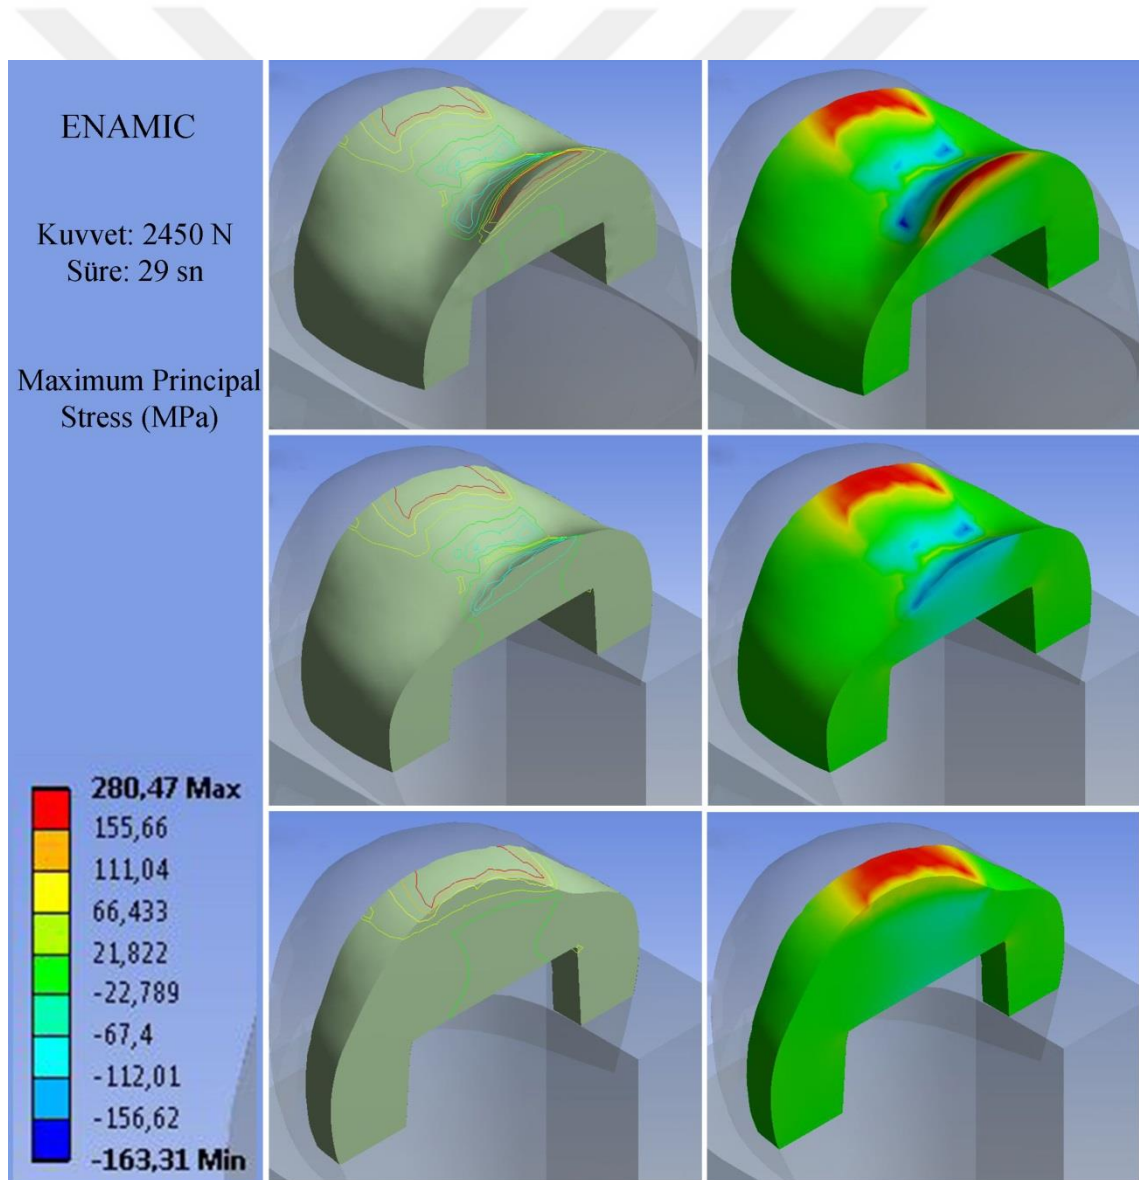 ENAMIC
Kuvvet: 2450 N
Süre: 29 sn
Maximum Principal
Stress (MPa)
280,47 Max
155,66
111,04
66,433
21,822
-22,789
-67,4
-112,01
-156,62
-163,31 Min